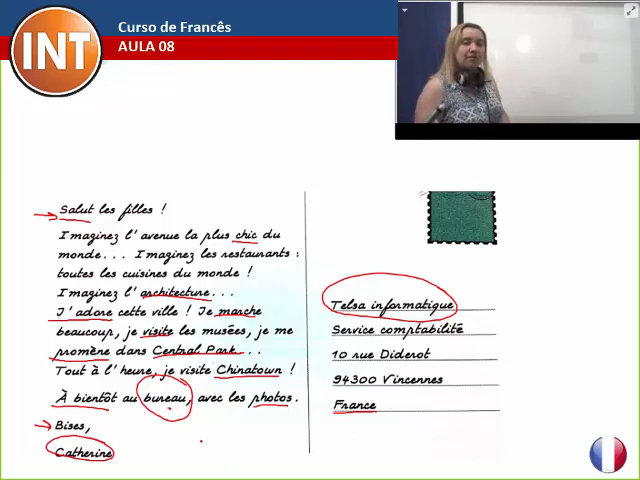 INT
Curso de Francês
AULA 08
Salut les filles !
Imaginez l'avenue la plus chic du
monde... Imaginez les restaurants :
toutes les cuisines du monde !
Imaginez l'architecture...
J'adore cette ville ! Je marche
beaucoup, je visite les musées, je me
promène dans Central Park...
Tout à l'heure, je visite Chinatown !
À bientôt au bureau, avec les photos.
Bises,
Catherine
Telsa informatique
Service comptabilité
10 rue Diderot
94300 Vincennes
France